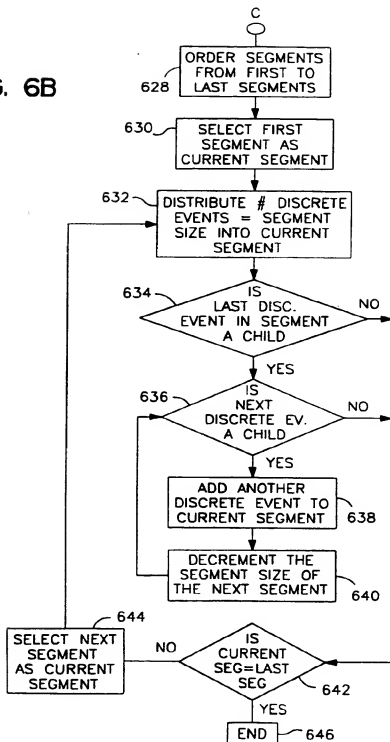 C
G. 6B
ORDER SEGMENTS
FROM FIRST TO
LAST SEGMENTS
628
630
SELECT FIRST
SEGMENT AS
CURRENT SEGMENT
632
DISTRIBUTE # DISCRETE
EVENTS = SEGMENT
SIZE INTO CURRENT
SEGMENT
634
IS
LAST DISC.
EVENT IN SEGMENT
A CHILD
NO
YES
636
IS
NEXT
DISCRETE EV.
A CHILD
NO
YES
ADD ANOTHER
DISCRETE EVENT TO
CURRENT SEGMENT
638
DECREMENT THE
SEGMENT SIZE OF
THE NEXT SEGMENT
640
644
SELECT NEXT
SEGMENT
AS CURRENT
SEGMENT
NO
IS
CURRENT
SEG=LAST
SEG
642
YES
END
646